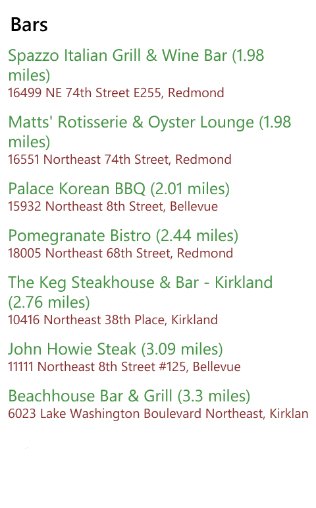 Bars
Spazzo Italian Grill & Wine Bar (1.98
miles)
16499 NE 74th Street E255, Redmond
Matts' Rotisserie & Oyster Lounge (1.98
miles)
16551 Northeast 74th Street, Redmond
Palace Korean BBQ (2.01 miles)
15932 Northeast 8th Street, Bellevue
Pomegranate Bistro (2.44 miles)
18005 Northeast 68th Street, Redmond
The Keg Steakhouse & Bar - Kirkland
(2.76 miles)
10416 Northeast 38th Place, Kirkland
John Howie Steak (3.09 miles)
11111 Northeast 8th Street #125, Bellevue
Beachhouse Bar & Grill (3.3 miles)
6023 Lake Washington Boulevard Northeast, Kirklan